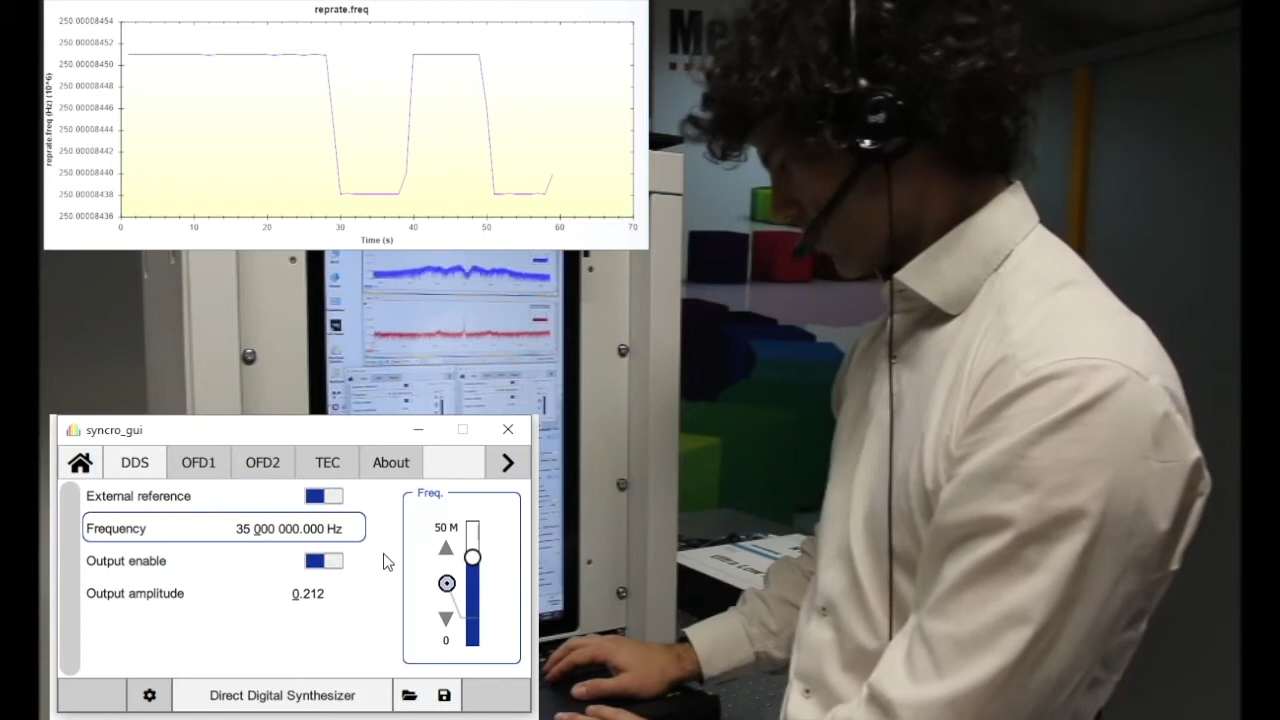 reprate.freq
250.00008454
250.00008452
250.00008450
250.00008448
250.00008446
250.00008444
250.00008442
250.00008440
250.00008438
250.00008436
reprate.freq (Hz) (10^6)
0 10 20 30 40 50 60 70
Time (s)
Me
syncro_gui
DDS OFD1 OFD2 TEC About
External reference
Frequency 35 000 000.000 Hz
Output enable
Output amplitude 0.212
Freq.
50 M
0
Direct Digital Synthesizer